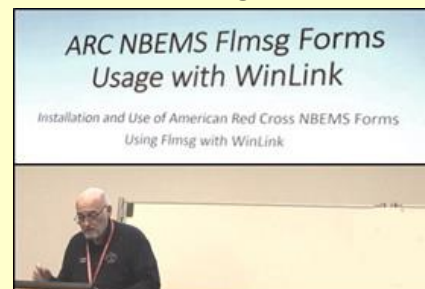 ARC NBEMS Flmsg Forms
Usage with WinLink
Installation and Use of American Red Cross NBEMS Forms
Using Flmsg with WinLink